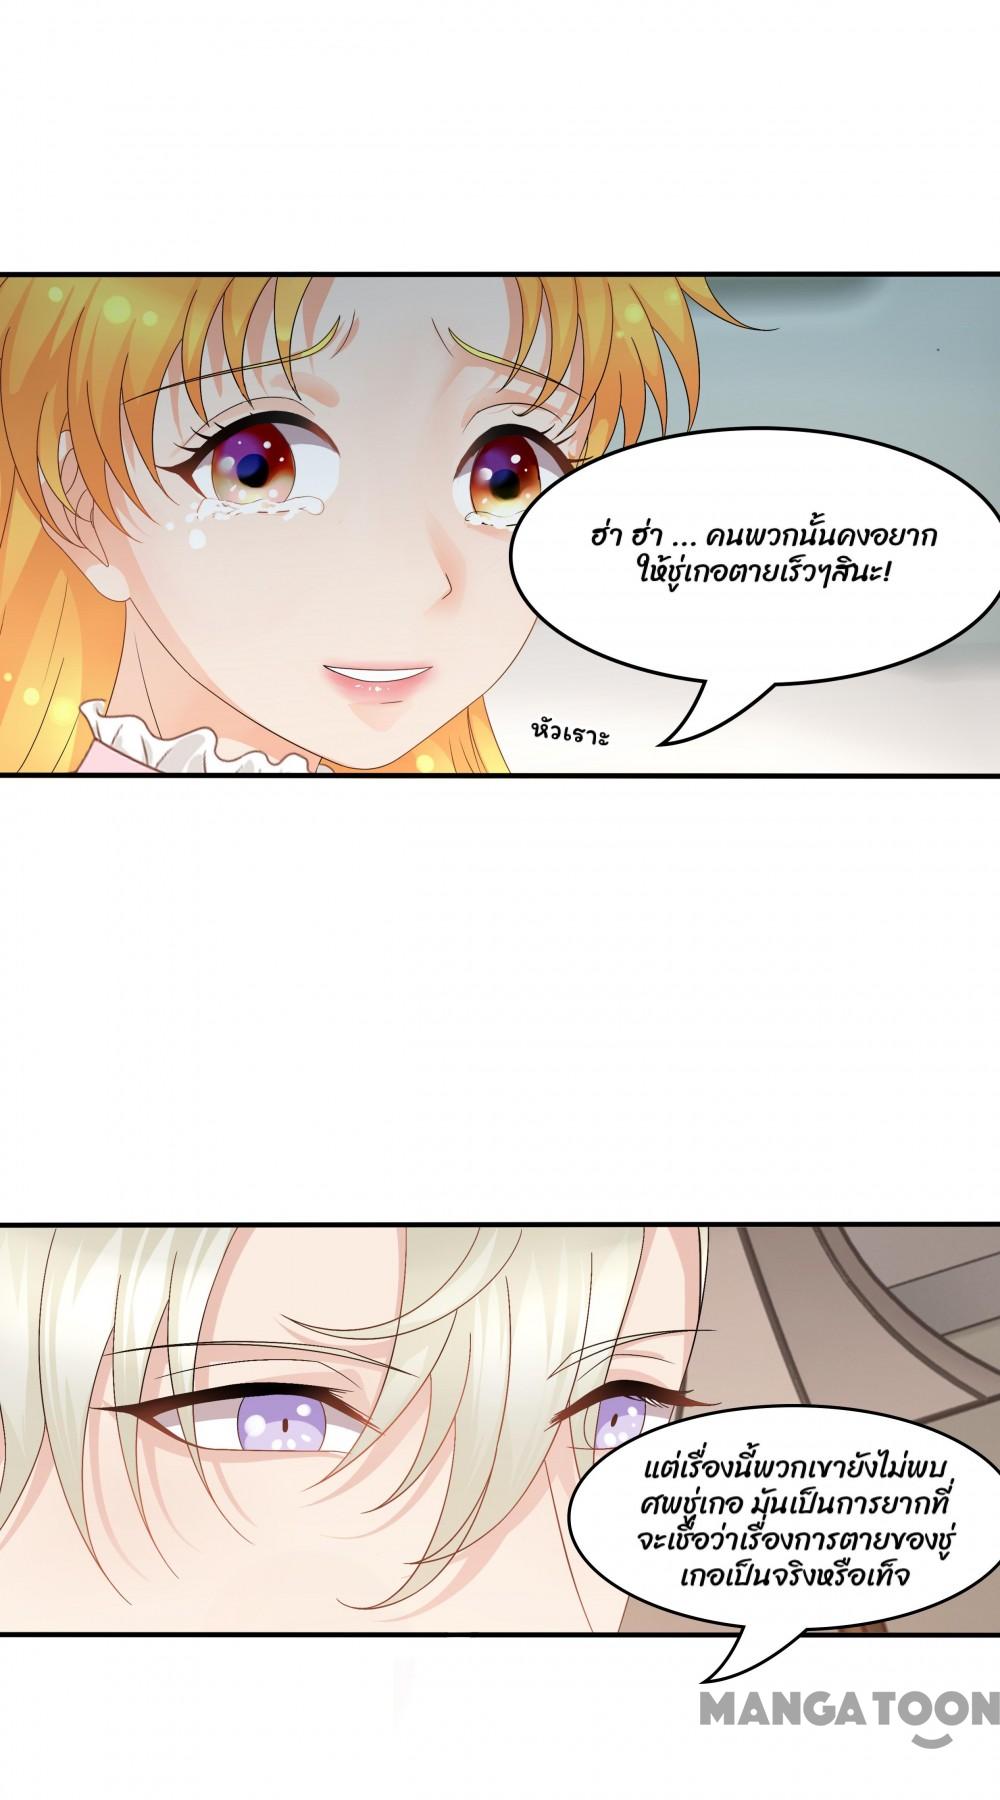 ฮ่า ฮ่า ... คนพวกนั้นคงอยาก
ให้ชู่เกอตายเร็วๆสินะ!
หัวเราะ
แต่เรื่องนี้พวกเขายังไม่พบ
ศพชู่เกอ มันเป็นการยากที่
จะเชื่อว่าเรื่องการตายของชู่
เกอเป็นจริงหรือเท็จ
MANGATOON